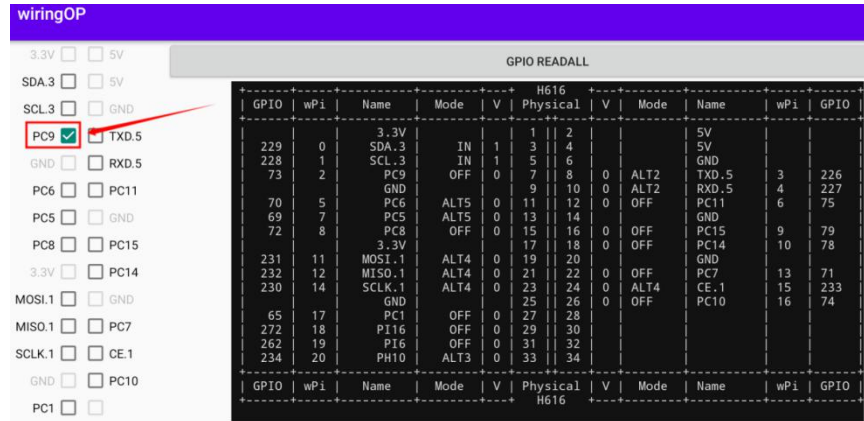 wiringOP
3.3V 5V
SDA.3 5V
SCL.3 GND
PC9 TXD.5
GND RXD.5
PC6 PC11
PC5 GND
PC8 PC15
3.3V PC14
MOSI.1 GND
MISO.1 PC7
SCLK.1 CE.1
GND PC10
PC1
GPIO READALL
+------+-----+----------+--------+---+   H616   +---+--------+----------+-----+------+
| GPIO | wPi |   Name   |  Mode  | V | Physical | V |  Mode  | Name     | wPi | GPIO |
+------+-----+----------+--------+---+----++----+---+--------+----------+-----+------+
|      |     |     3.3V |        |   |  1 || 2  |   |        | 5V       |     |      |
|  229 |   0 |    SDA.3 |     IN | 1 |  3 || 4  |   |        | 5V       |     |      |
|  228 |   1 |    SCL.3 |     IN | 1 |  5 || 6  |   |        | GND      |     |      |
|   73 |   2 |      PC9 |    OFF | 0 |  7 || 8  | 0 | ALT2   | TXD.5    | 3   | 226  |
|      |     |      GND |        |   |  9 || 10 | 0 | ALT2   | RXD.5    | 4   | 227  |
|   70 |   5 |      PC6 |   ALT5 | 0 | 11 || 12 | 0 | OFF    | PC11     | 6   | 75   |
|   69 |   7 |      PC5 |   ALT5 | 0 | 13 || 14 |   |        | GND      |     |      |
|   72 |   8 |      PC8 |    OFF | 0 | 15 || 16 | 0 | OFF    | PC15     | 9   | 79   |
|      |     |     3.3V |        |   | 17 || 18 | 0 | OFF    | PC14     | 10  | 78   |
|  231 |  11 |   MOSI.1 |   ALT4 | 0 | 19 || 20 |   |        | GND      |     |      |
|  232 |  12 |   MISO.1 |   ALT4 | 0 | 21 || 22 | 0 | OFF    | PC7      | 13  | 71   |
|  230 |  14 |   SCLK.1 |   ALT4 | 0 | 23 || 24 | 0 | ALT4   | CE.1     | 15  | 233  |
|      |     |      GND |        |   | 25 || 26 | 0 | OFF    | PC10     | 16  | 74   |
|   65 |  17 |      PC1 |    OFF | 0 | 27 || 28 |   |        |          |     |      |
|  272 |  18 |     PI16 |    OFF | 0 | 29 || 30 |   |        |          |     |      |
|  262 |  19 |      PI6 |    OFF | 0 | 31 || 32 |   |        |          |     |      |
|  234 |  20 |     PH10 |   ALT3 | 0 | 33 || 34 |   |        |          |     |      |
+------+-----+----------+--------+---+----++----+---+--------+----------+-----+------+
| GPIO | wPi |   Name   |  Mode  | V | Physical | V |  Mode  | Name     | wPi | GPIO |
+------+-----+----------+--------+---+   H616   +---+--------+----------+-----+------+